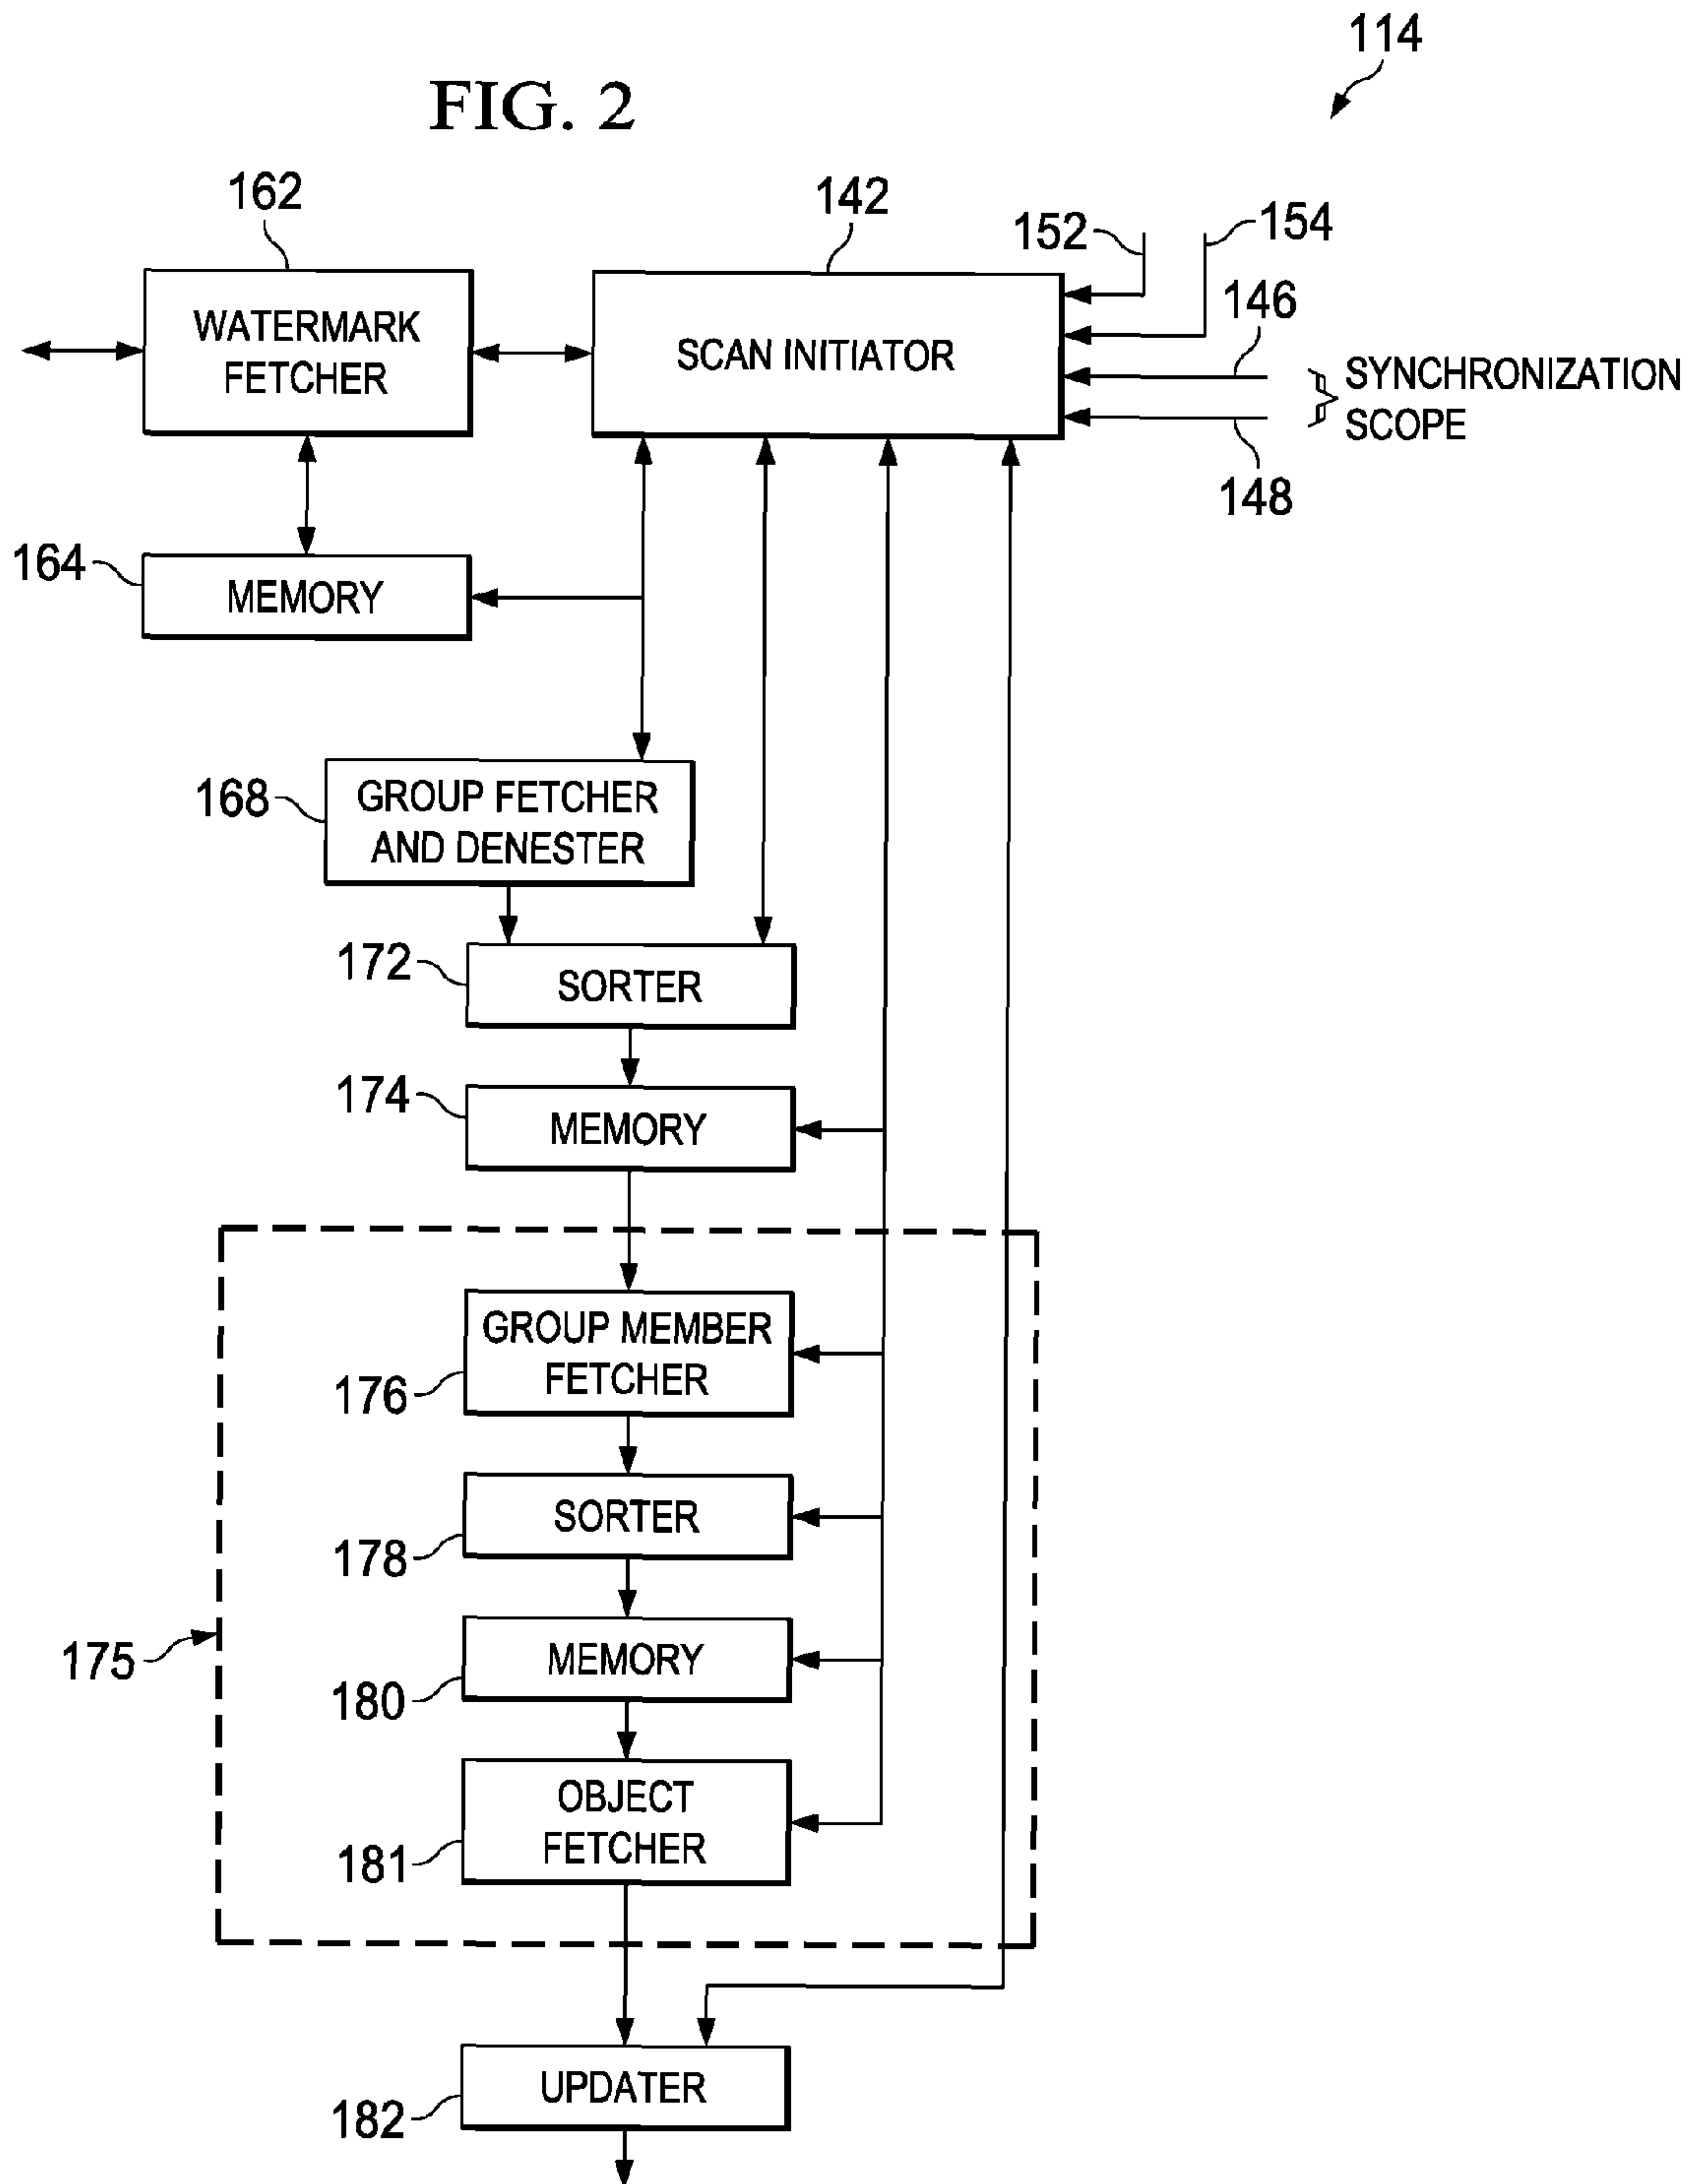 114
FIG. 2
162
142
152
154
WATERMARK
FETCHER
SCAN INITIATOR
146
SYNCHRONIZATION
SCOPE
148
164
MEMORY
168
GROUP FETCHER
AND DENESTER
172
SORTER
174
MEMORY
GROUP MEMBER
FETCHER
176
SORTER
178
175
MEMORY
180
OBJECT
FETCHER
181
UPDATER
182